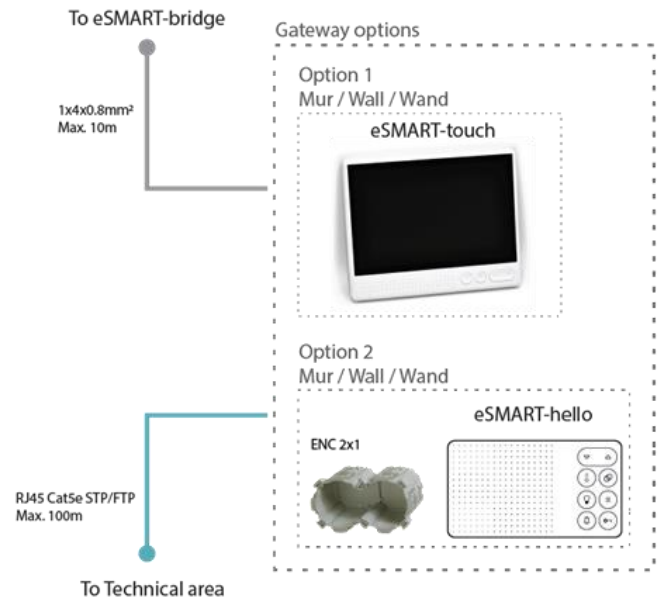 To eSMART-bridge
Gateway options
1x4x0.8mm²
Max. 10m
Option 1
Mur / Wall / Wand
eSMART-touch
Option 2
Mur / Wall / Wand
eSMART-hello
ENC 2x1
RJ45 Cat5e STP/FTP
Max. 100m
To Technical area